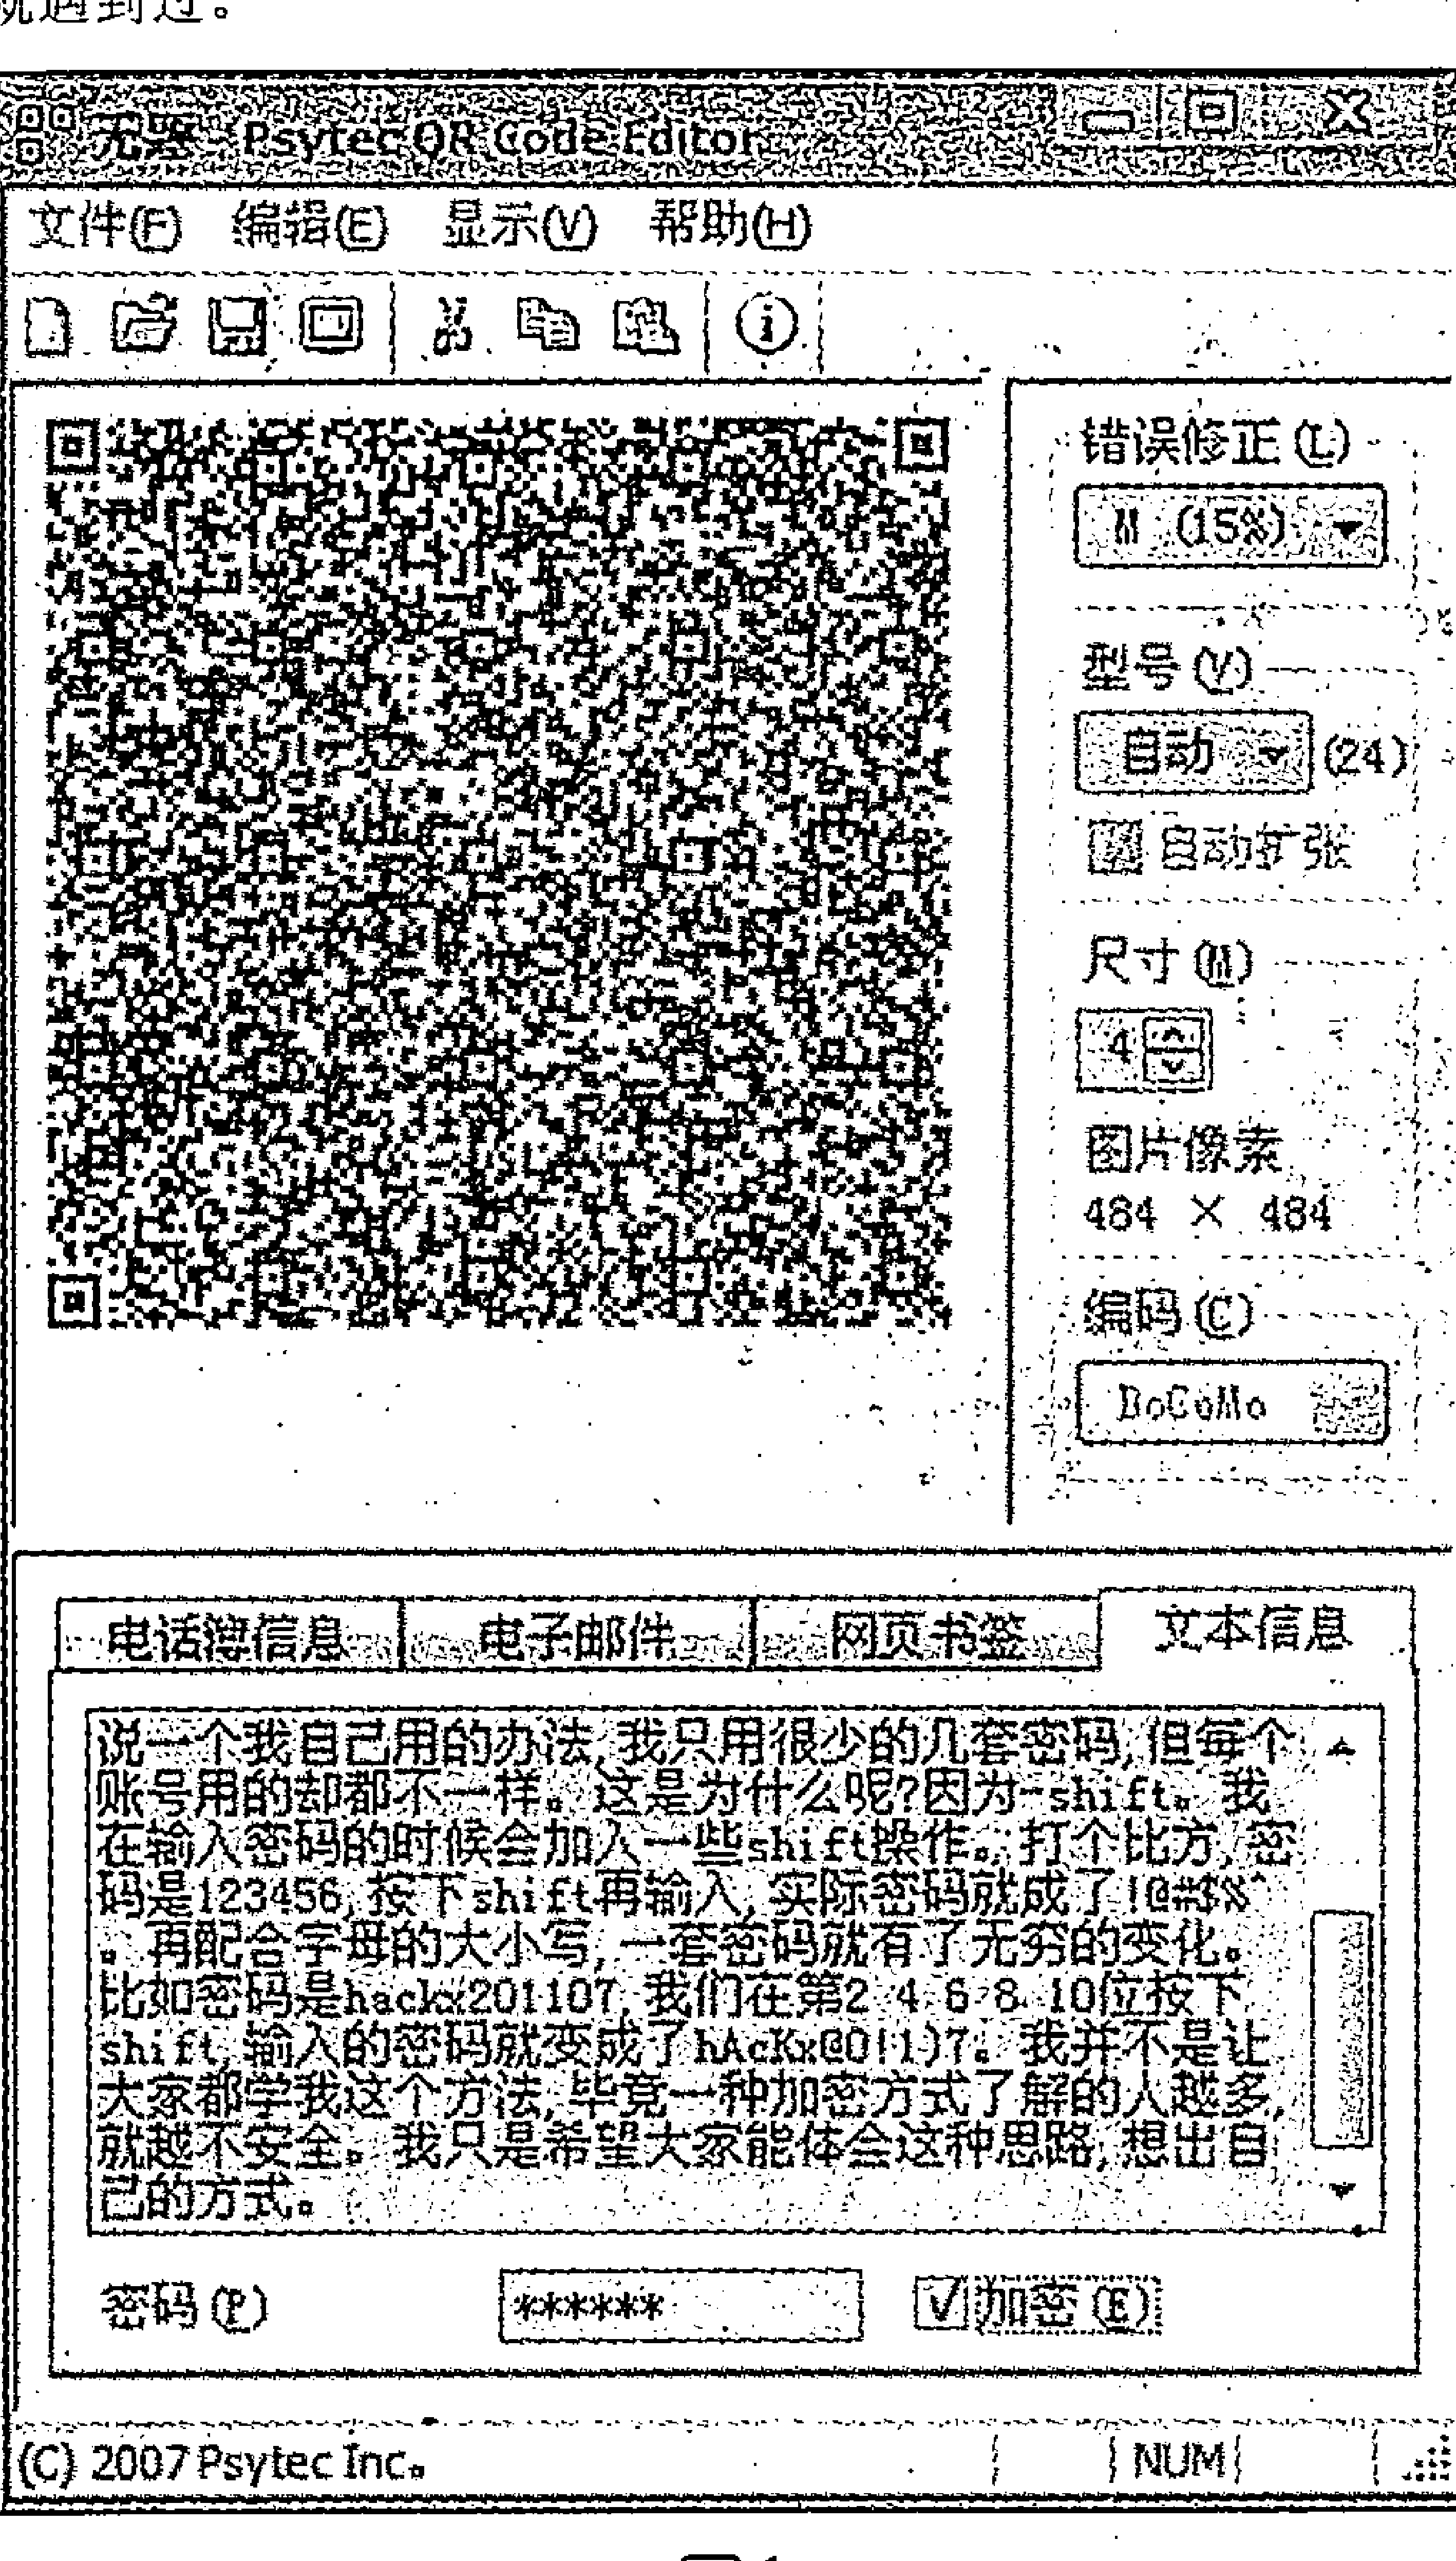 就遇到过。
无题 - Psytec QR Code Editor
文件(F) 编辑(E) 显示(V) 帮助(H)
错误修正(L)
M (15%)
型号(V)
自动 (24)
自动扩张
尺寸(M)
4
图片像素
484 × 484
编码(C)
DoCoMo
电话簿信息 电子邮件 网页书签 文本信息
说一个我自己用的办法,我只用很少的几套密码,但每个
账号用的却都不一样。这是为什么呢?因为-shift。我
在输入密码的时候会加入一些shift操作。打个比方,密
码是123456,按下shift再输入,实际密码就成了!@#$%^
。再配合字母的大小写,一套密码就有了无穷的变化。
比如密码是hackx201107,我们在第2 4 6 8 10位按下
shift,输入的密码就变成了hAcKx@0!1)7。我并不是让
大家都学我这个方法,毕竟一种加密方式了解的人越多,
就越不安全。我只是希望大家能体会这种思路,想出自
己的方式。
密码(P) ****** 加密(E)
(C) 2007 Psytec Inc. NUM